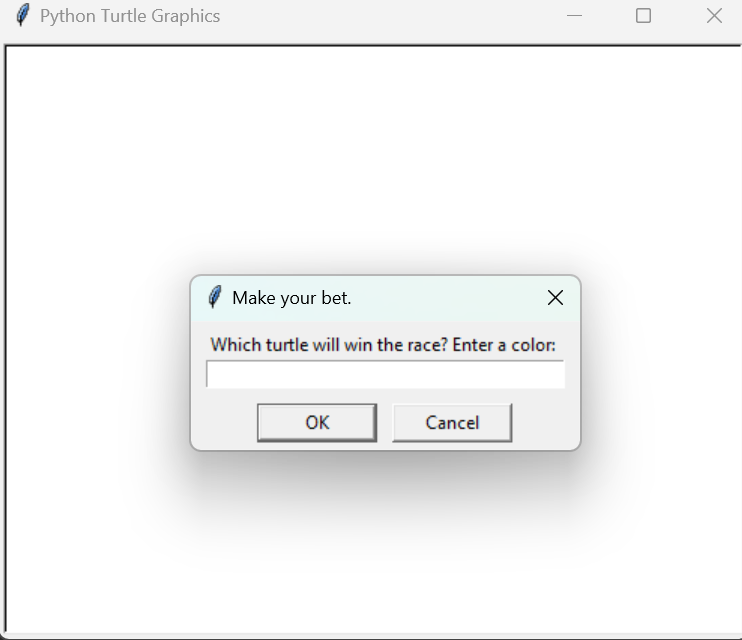 Python Turtle Graphics
Make your bet.
Which turtle will win the race? Enter a color:
OK
Cancel